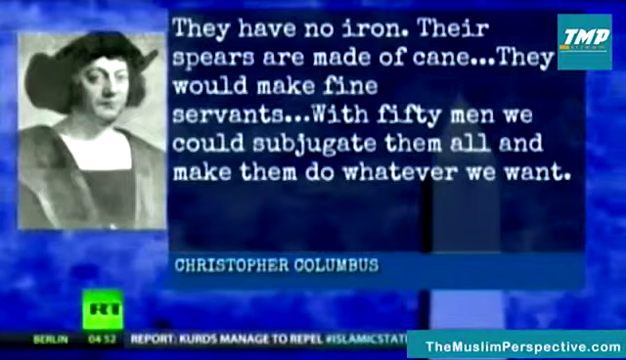 They have no iron. Their
spears are made of cane...They
would make fine
servants...With fifty men we
could subjugate them all and
make them do whatever we want.
CHRISTOPHER COLUMBUS
TMP
stream
RT
BERLIN 04:52 REPORT: KURDS MANAGE TO REPEL #ISLAMICSTAT
TheMuslimPerspective.com